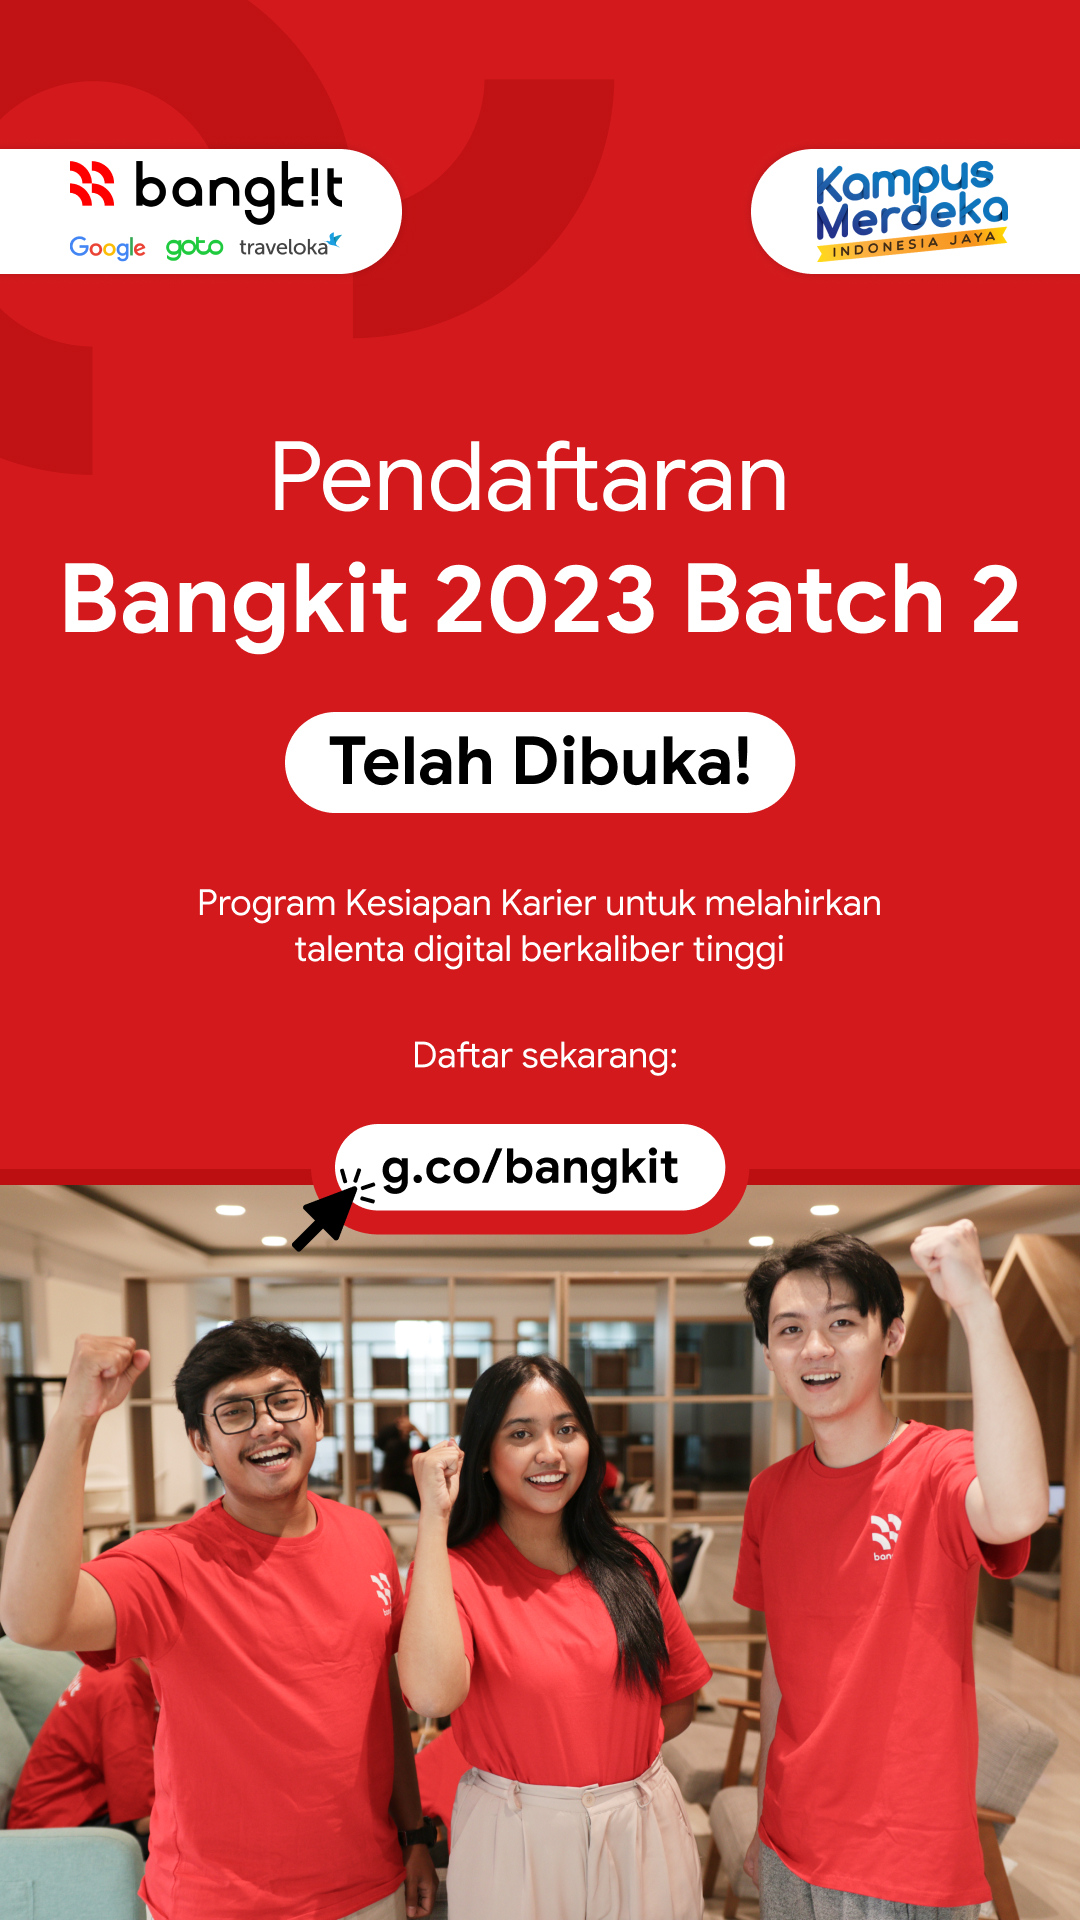 bangk!t
Google goto traveloka
Kampus
Merdeka
INDONESIA JAYA
Pendaftaran
Bangkit 2023 Batch 2
Telah Dibuka!
Program Kesiapan Karier untuk melahirkan
talenta digital berkaliber tinggi
Daftar sekarang:
g.co/bangkit